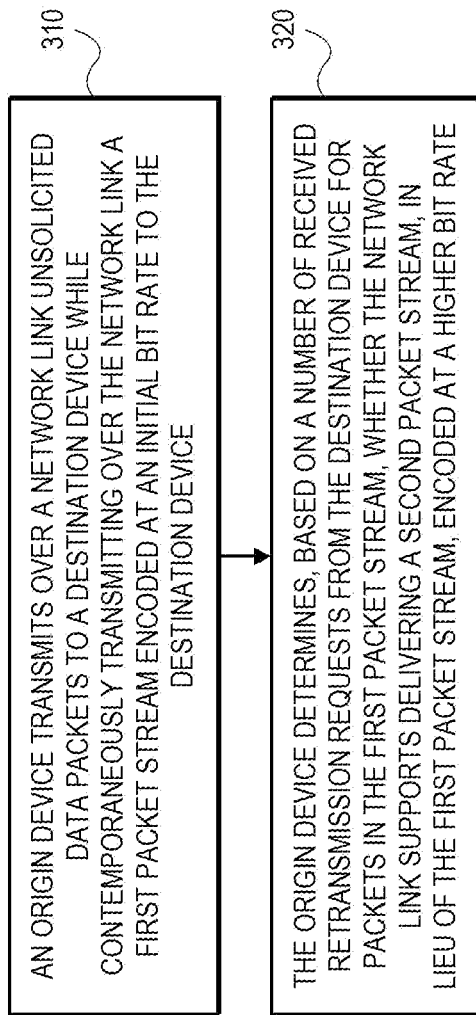 310
AN ORIGIN DEVICE TRANSMITS OVER A NETWORK LINK UNSOLICITED
DATA PACKETS TO A DESTINATION DEVICE WHILE
CONTEMPORANEOUSLY TRANSMITTING OVER THE NETWORK LINK A
FIRST PACKET STREAM ENCODED AT AN INITIAL BIT RATE TO THE
DESTINATION DEVICE
320
THE ORIGIN DEVICE DETERMINES, BASED ON A NUMBER OF RECEIVED
RETRANSMISSION REQUESTS FROM THE DESTINATION DEVICE FOR
PACKETS IN THE FIRST PACKET STREAM, WHETHER THE NETWORK
LINK SUPPORTS DELIVERING A SECOND PACKET STREAM, IN
LIEU OF THE FIRST PACKET STREAM, ENCODED AT A HIGHER BIT RATE